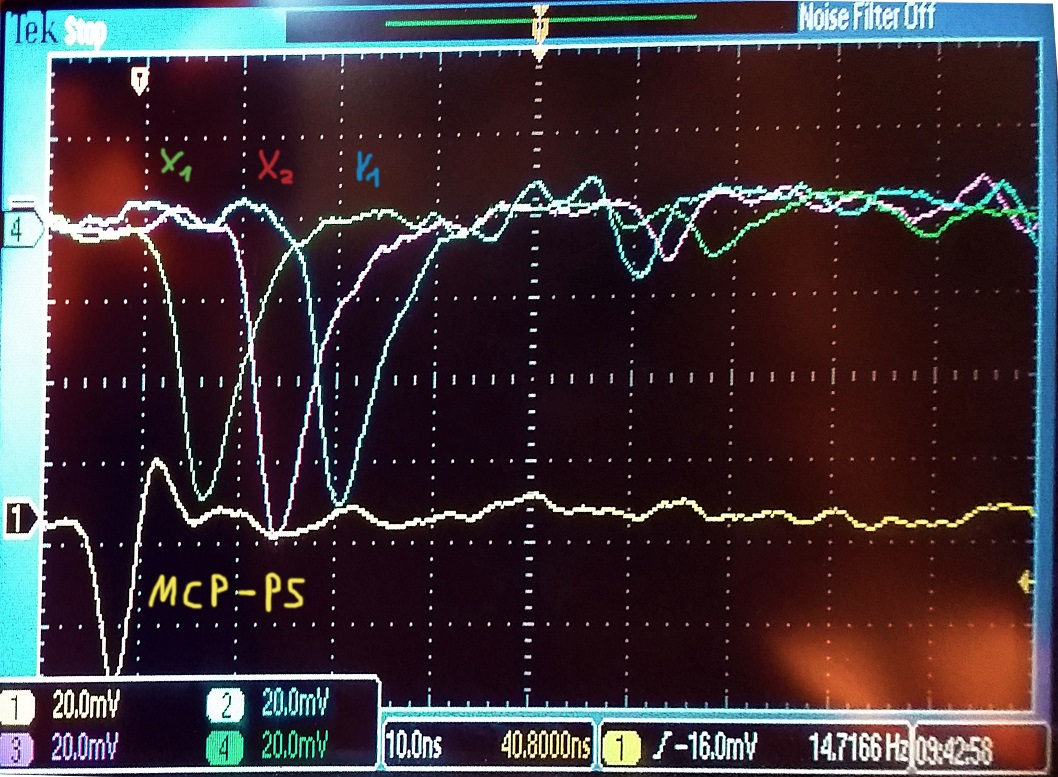 Tek Stop
Noise Filter Off
X1 X2 Y1
4
1
MCP-PS
1 20.0mV 2 20.0mV
3 20.0mV 4 20.0mV
10.0ns 40.8000ns 1 -16.0mV 14.7166 Hz 09:42:58